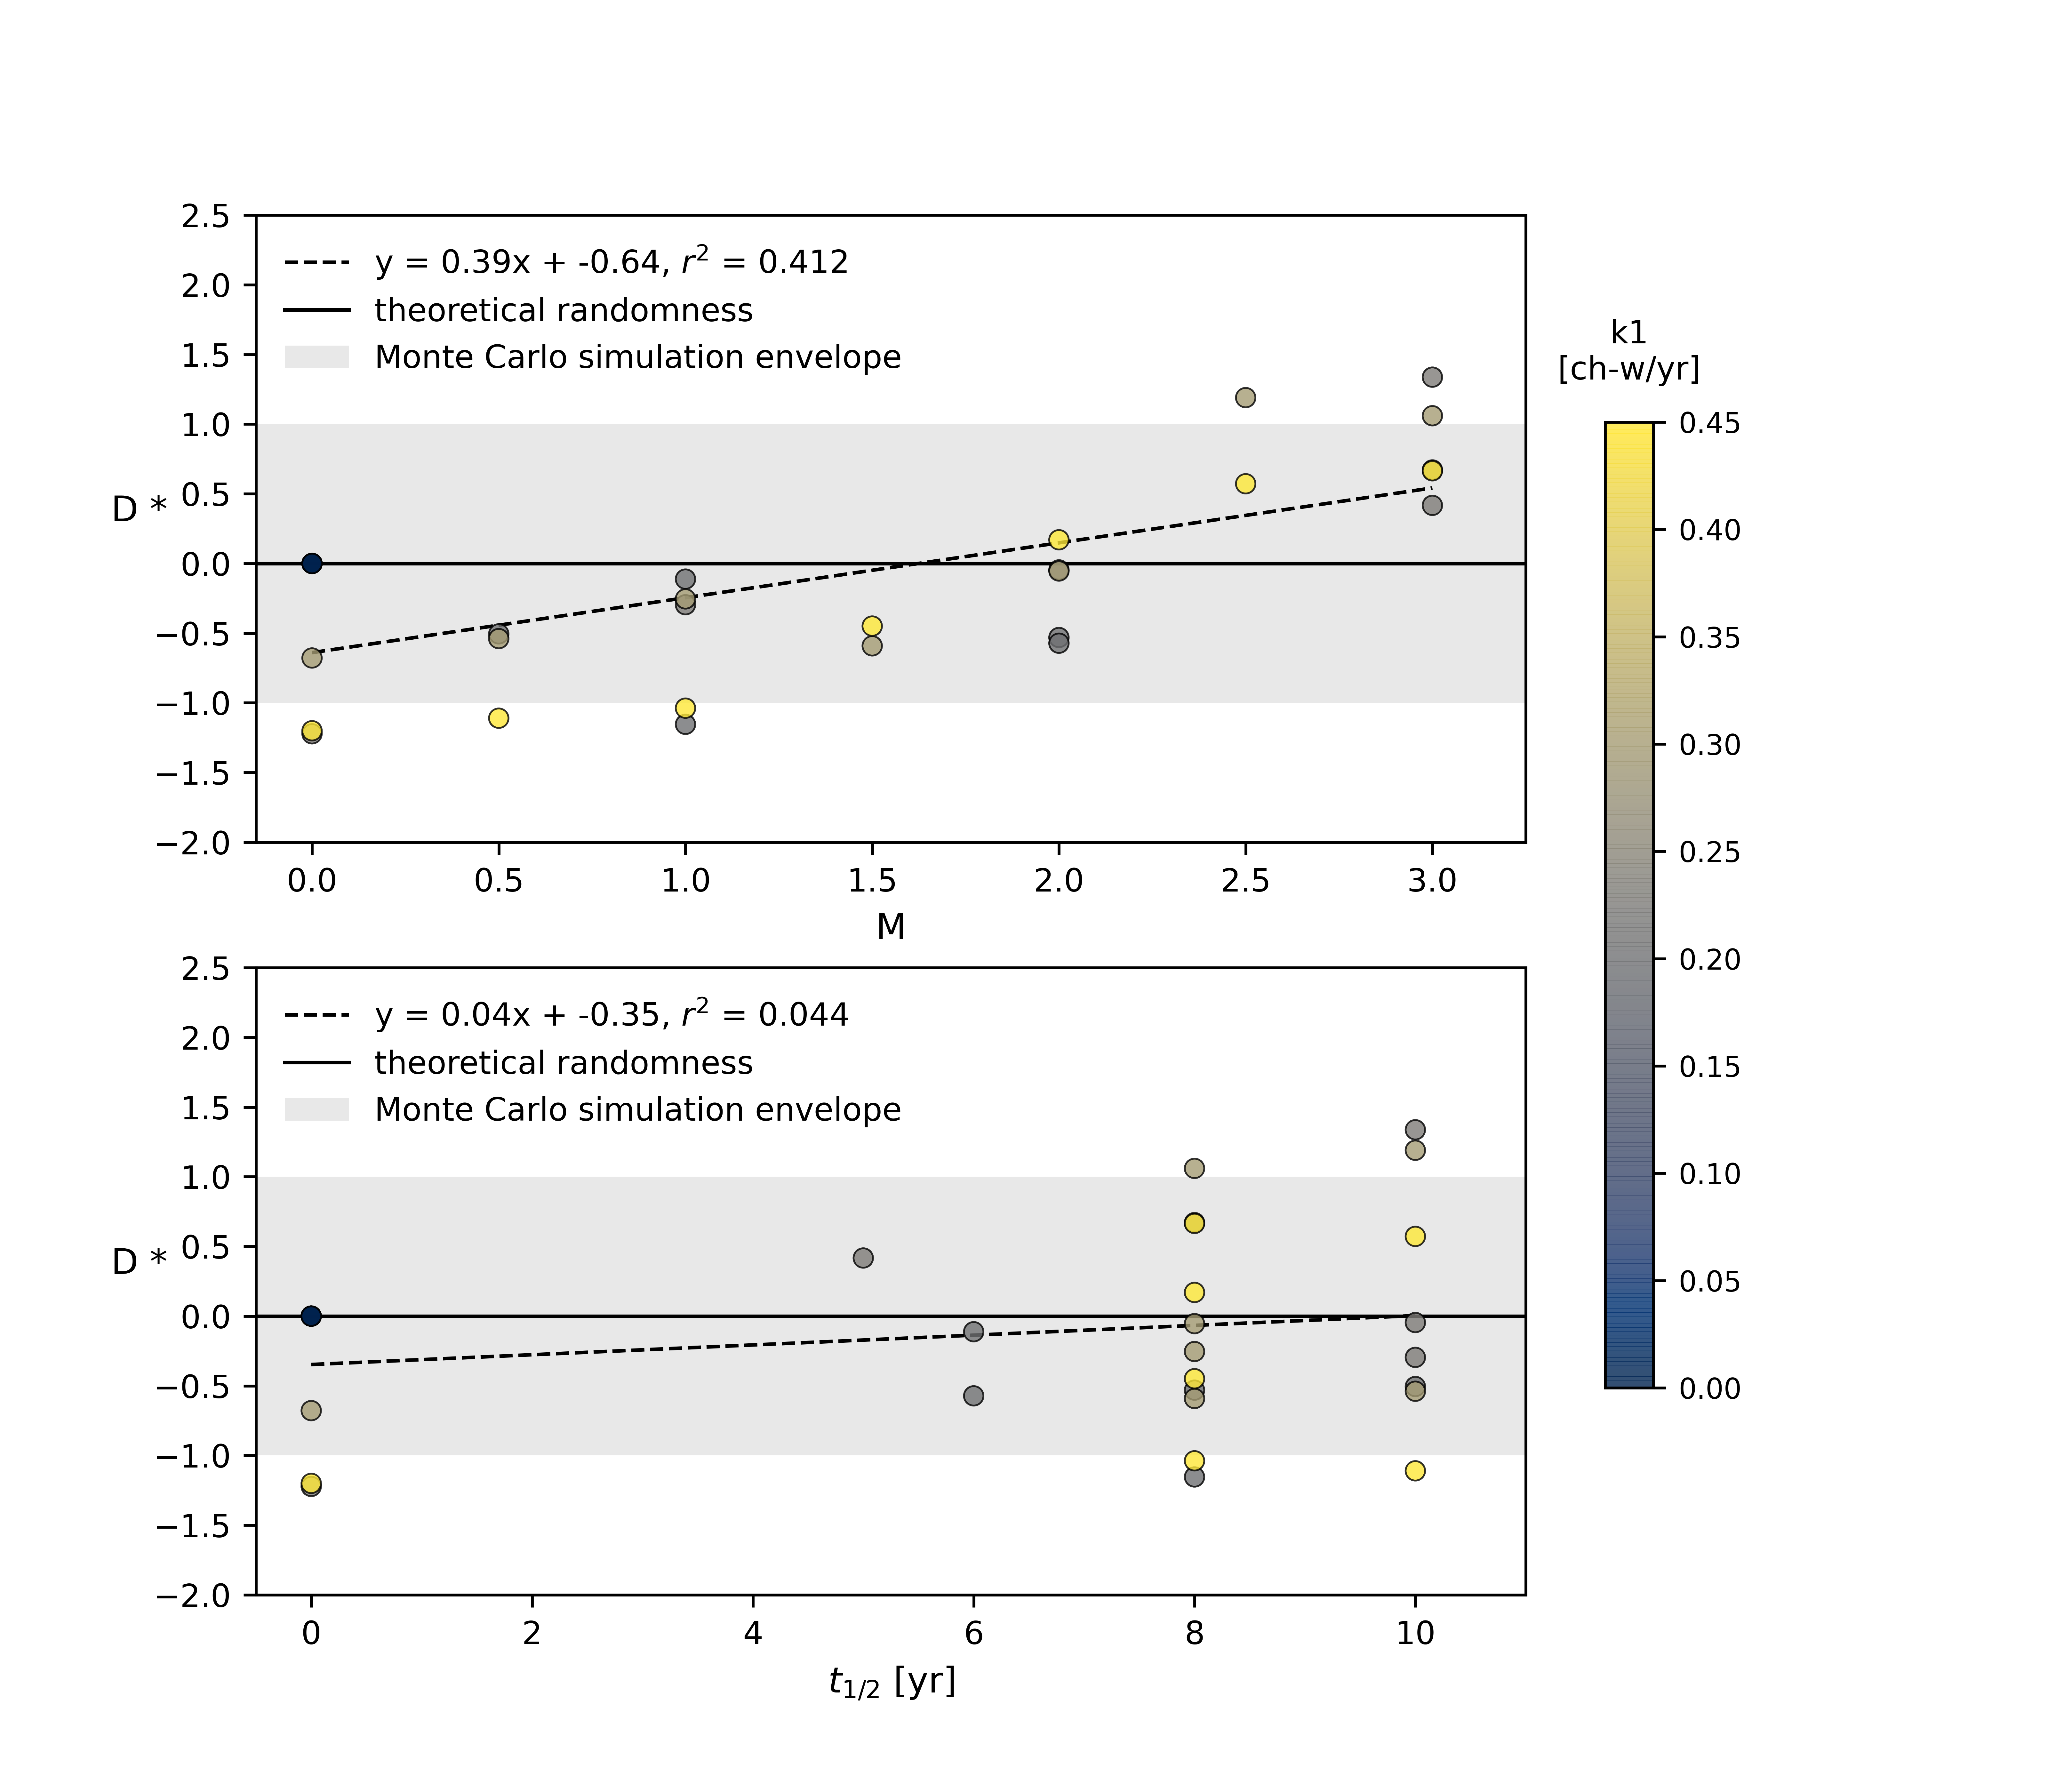 2.5
2.0
1.5
1.0
0.5
0.0
−0.5
−1.0
−1.5
−2.0
D *
y = 0.39x + -0.64, r² = 0.412
theoretical randomness
Monte Carlo simulation envelope
0.0 0.5 1.0 1.5 2.0 2.5 3.0
M
2.5
2.0
1.5
1.0
0.5
0.0
−0.5
−1.0
−1.5
−2.0
D *
y = 0.04x + -0.35, r² = 0.044
theoretical randomness
Monte Carlo simulation envelope
0 2 4 6 8 10
t₁/₂ [yr]
k1
[ch-w/yr]
0.45
0.40
0.35
0.30
0.25
0.20
0.15
0.10
0.05
0.00